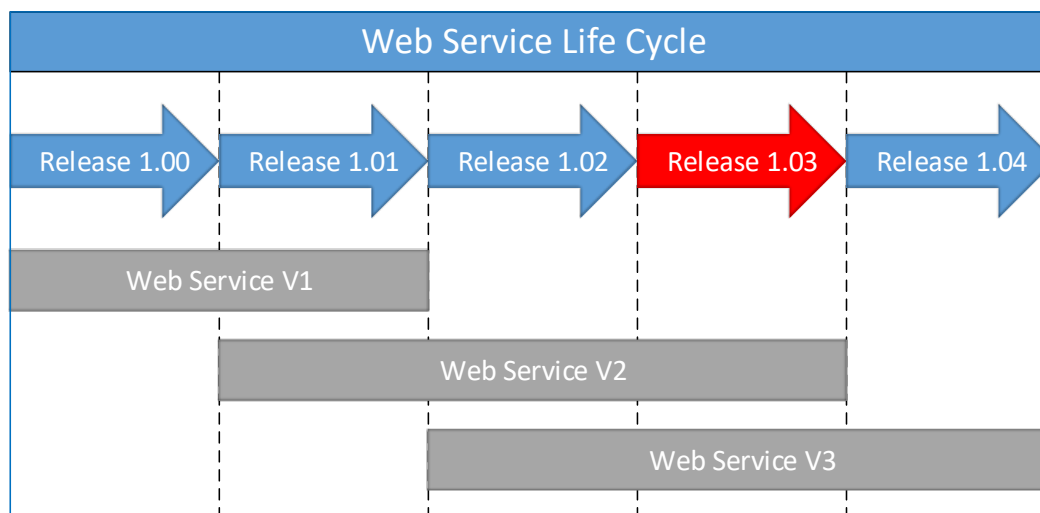 Web Service Life Cycle
Release 1.00
Release 1.01
Release 1.02
Release 1.03
Release 1.04
Web Service V1
Web Service V2
Web Service V3